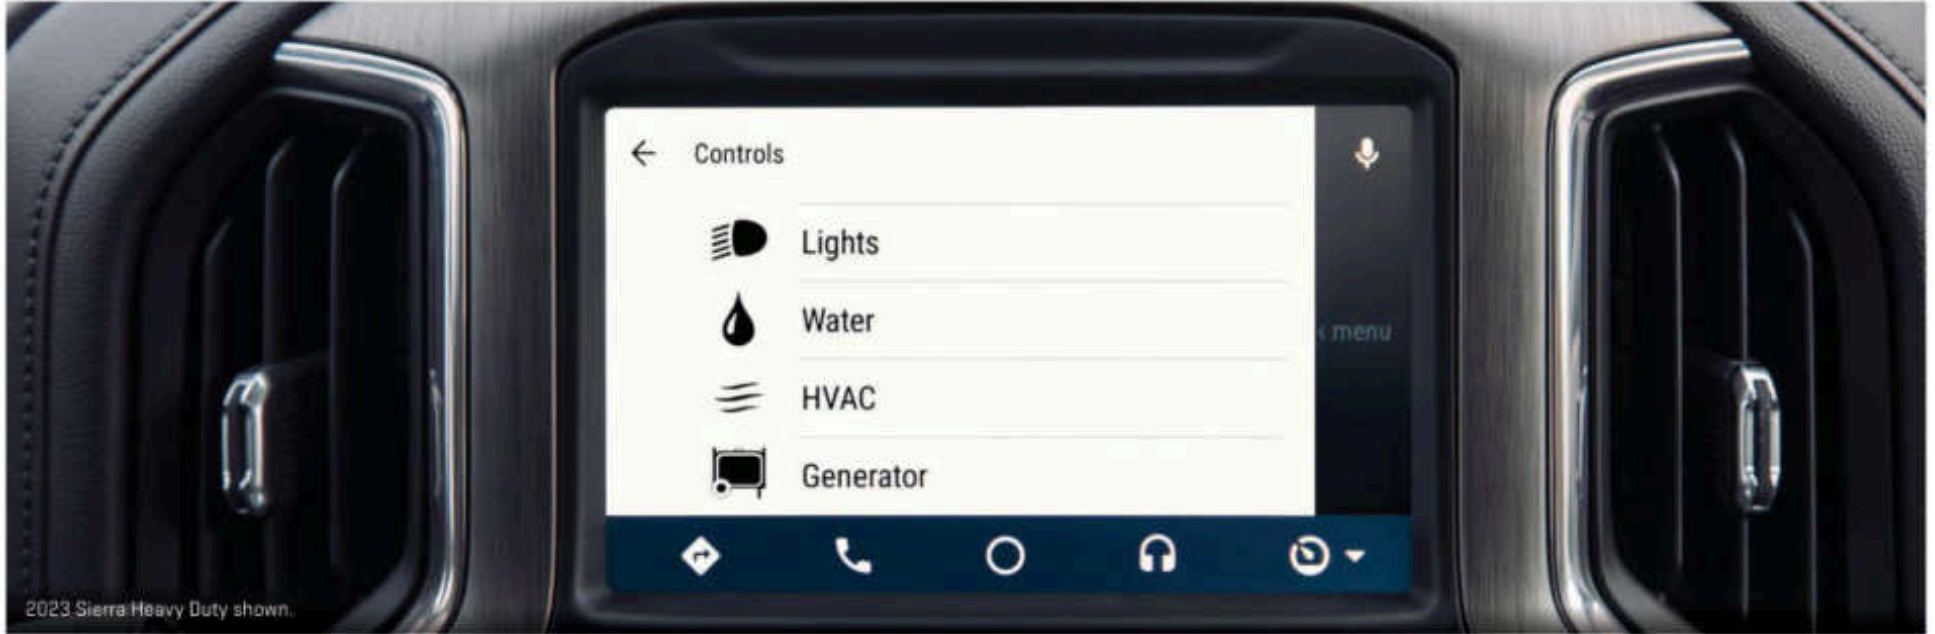 Controls
Lights
Water
k menu
HVAC
Generator
2023 Sierra Heavy Duty shown.